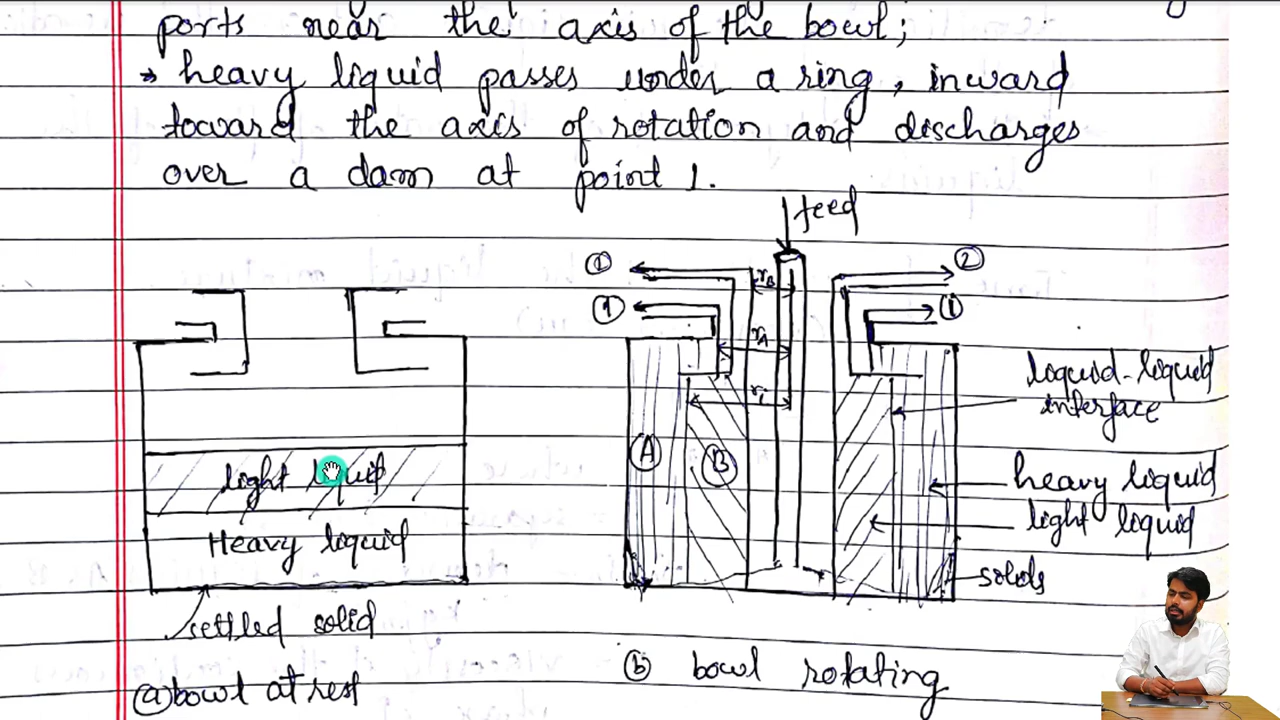 ports near the axis of the bowl;
→ heavy liquid passes under a ring, inward
toward the axis of rotation and discharges
over a dam at point 1.
feed
① ②
rB
① ①
rA
liquid-liquid
interface
ri
A B
light liquid
heavy liquid
light liquid
Heavy liquid
solids
settled solid
ⓑ bowl rotating
ⓐ bowl at rest